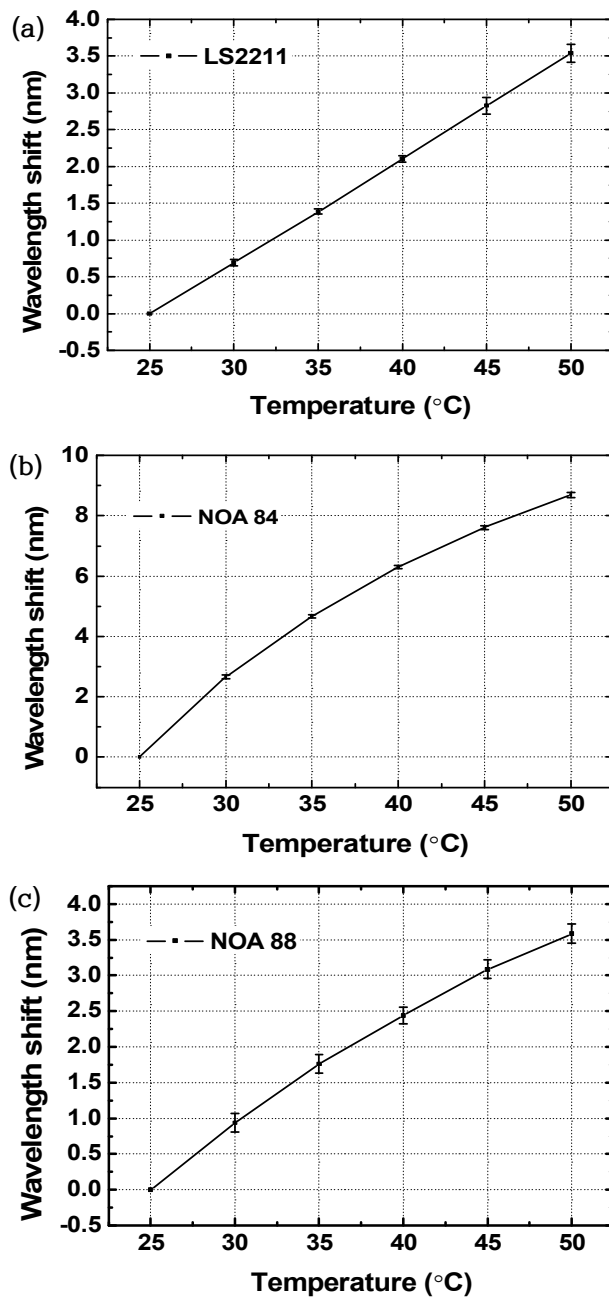 (a)
LS2211
Wavelength shift (nm)
4.0
3.5
3.0
2.5
2.0
1.5
1.0
0.5
0.0
-0.5
25 30 35 40 45 50
Temperature (°C)
(b)
NOA 84
Wavelength shift (nm)
10
8
6
4
2
0
25 30 35 40 45 50
Temperature (°C)
(c)
NOA 88
Wavelength shift (nm)
4.0
3.5
3.0
2.5
2.0
1.5
1.0
0.5
0.0
-0.5
25 30 35 40 45 50
Temperature (°C)